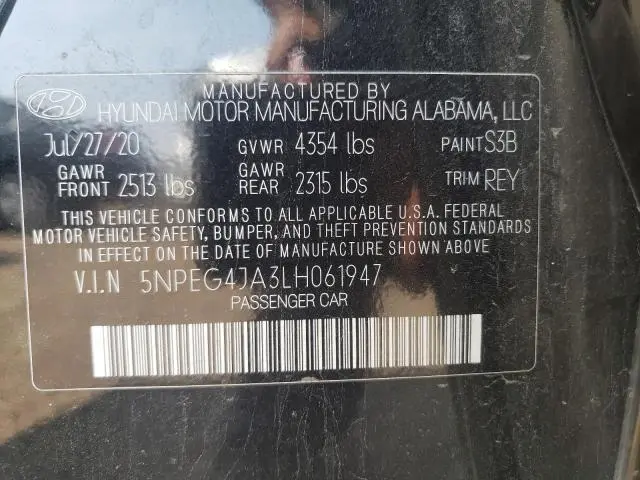 MANUFACTURED BY
HYUNDAI MOTOR MANUFACTURING ALABAMA, LLC
Jul/27/20 GVWR 4354 lbs PAINT S3B
GAWR FRONT 2513 lbs GAWR REAR 2315 lbs TRIM REY
THIS VEHICLE CONFORMS TO ALL APPLICABLE U.S.A. FEDERAL
MOTOR VEHICLE SAFETY, BUMPER, AND THEFT PREVENTION STANDARDS
IN EFFECT ON THE DATE OF MANUFACTURE SHOWN ABOVE.
V.I.N 5NPEG4JA3LH061947
PASSENGER CAR